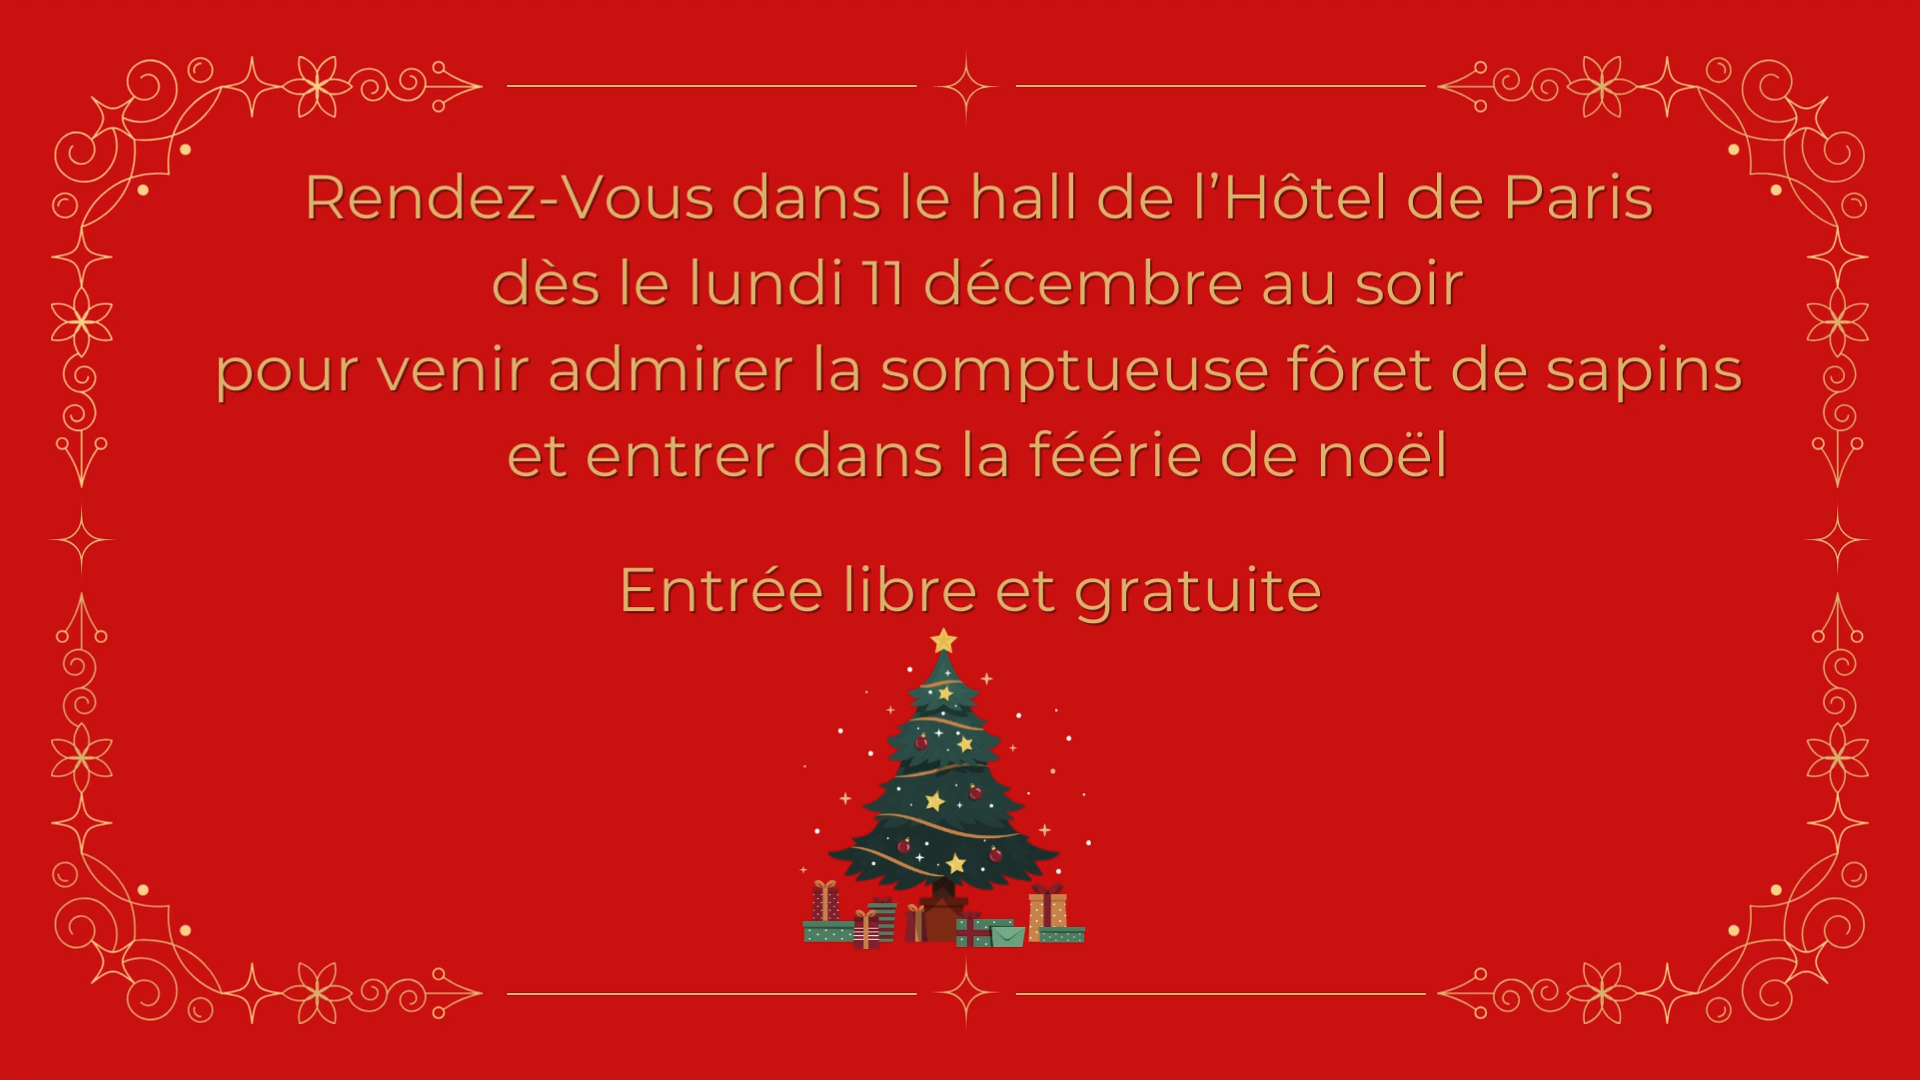 Rendez-Vous dans le hall de l’Hôtel de Paris
dès le lundi 11 décembre au soir
pour venir admirer la somptueuse fôret de sapins
et entrer dans la féérie de noël
Entrée libre et gratuite